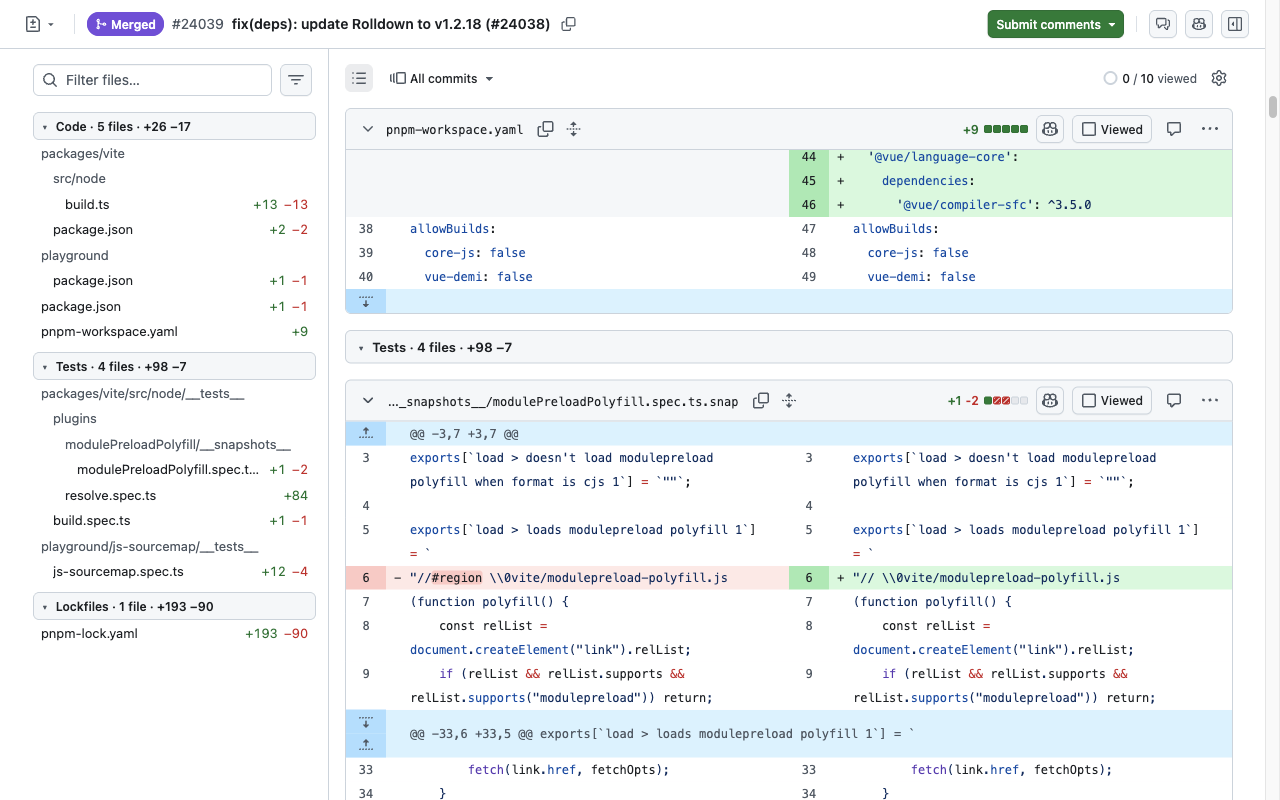 Merged #24039 fix(deps): update Rolldown to v1.2.18 (#24038) Submit comments
Filter files...
Code · 5 files · +26 −17
packages/vite
src/node
build.ts +13 −13
package.json +2 −2
playground
package.json +1 −1
package.json +1 −1
pnpm-workspace.yaml +9
Tests · 4 files · +98 −7
packages/vite/src/node/__tests__
plugins
modulePreloadPolyfill/__snapshots__
modulePreloadPolyfill.spec.t... +1 −2
resolve.spec.ts +84
build.spec.ts +1 −1
playground/js-sourcemap/__tests__
js-sourcemap.spec.ts +12 −4
Lockfiles · 1 file · +193 −90
pnpm-lock.yaml +193 −90
All commits 0 / 10 viewed
pnpm-workspace.yaml +9 Viewed
44 + '@vue/language-core':
45 + dependencies:
46 + '@vue/compiler-sfc': ^3.5.0
38 allowBuilds: 47 allowBuilds:
39 core-js: false 48 core-js: false
40 vue-demi: false 49 vue-demi: false
Tests · 4 files · +98 −7
..._snapshots__/modulePreloadPolyfill.spec.ts.snap +1 -2 Viewed
@@ -3,7 +3,7 @@
3 exports[`load > doesn't load modulepreload 3 exports[`load > doesn't load modulepreload
polyfill when format is cjs 1`] = `""`; polyfill when format is cjs 1`] = `""`;
4 4
5 exports[`load > loads modulepreload polyfill 1`] 5 exports[`load > loads modulepreload polyfill 1`]
= ` = `
6 − "//#region \\0vite/modulepreload-polyfill.js 6 + "// \\0vite/modulepreload-polyfill.js
7 (function polyfill() { 7 (function polyfill() {
8 const relList = 8 const relList =
document.createElement("link").relList; document.createElement("link").relList;
9 if (relList && relList.supports && 9 if (relList && relList.supports &&
relList.supports("modulepreload")) return; relList.supports("modulepreload")) return;
@@ -33,6 +33,5 @@ exports[`load > loads modulepreload polyfill 1`] = `
33 fetch(link.href, fetchOpts); 33 fetch(link.href, fetchOpts);
34 } 34 }